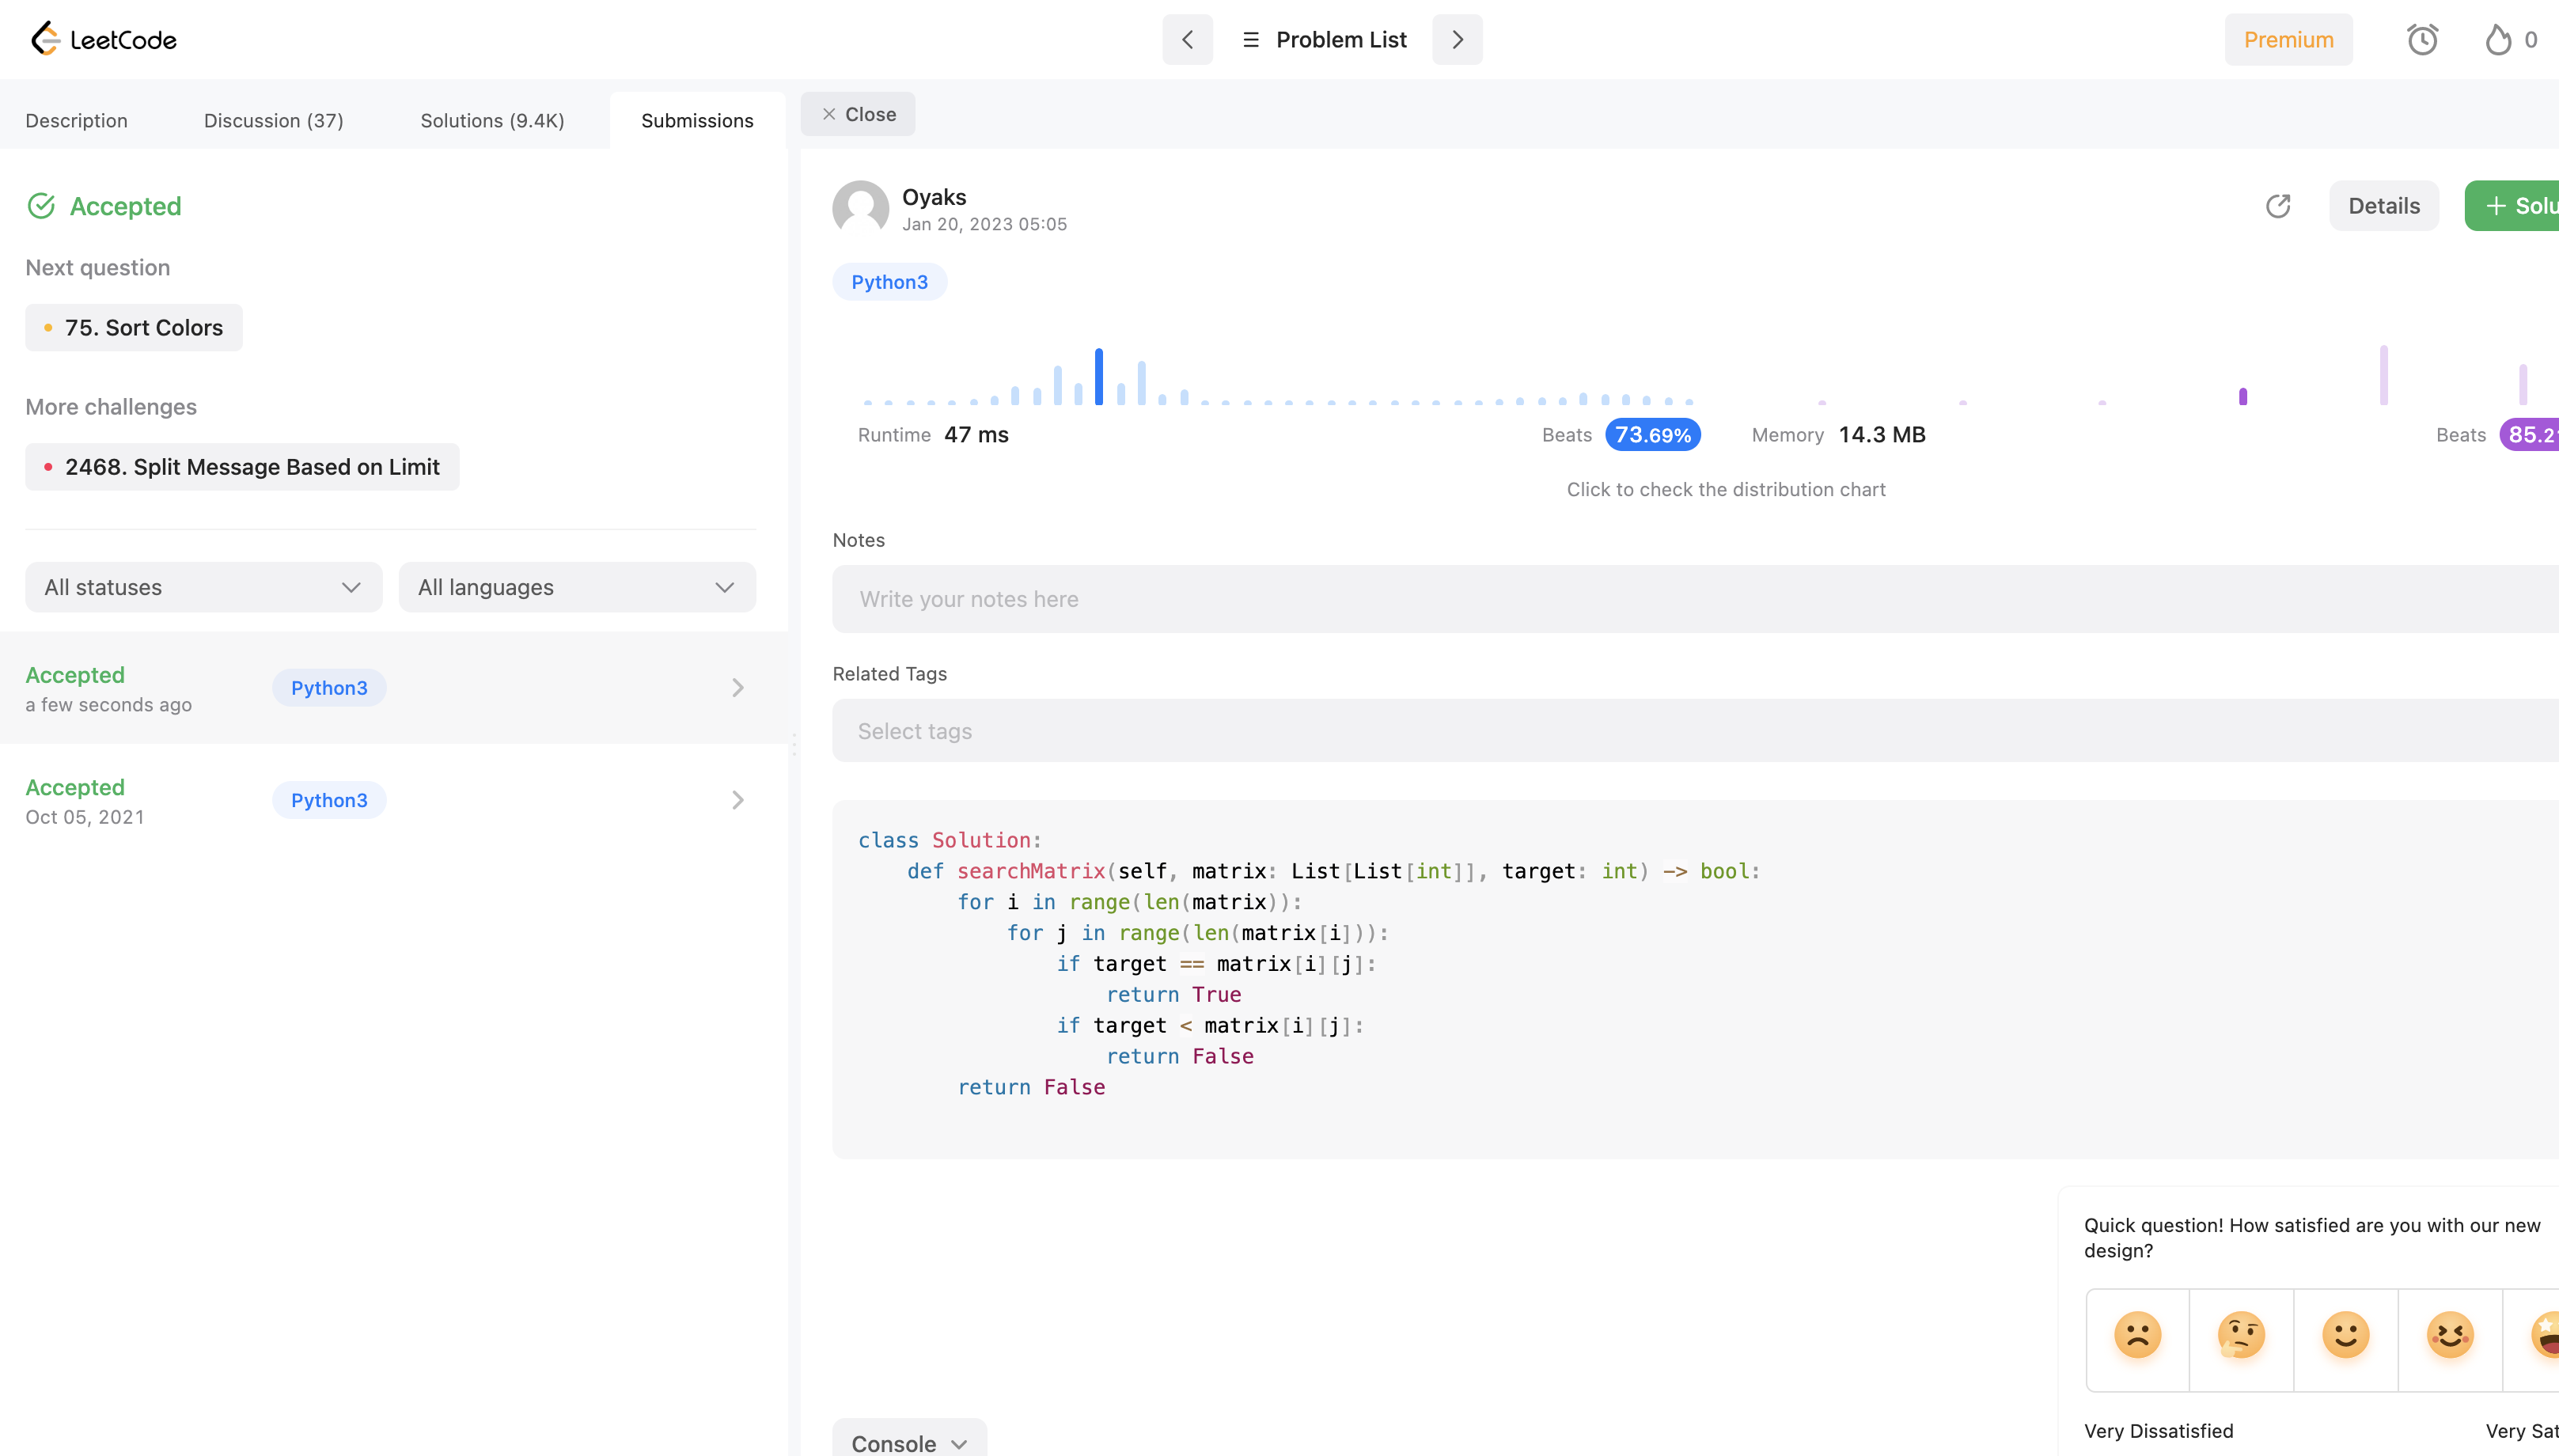 LeetCode
Problem List
Premium
0
Description
Discussion (37)
Solutions (9.4K)
Submissions
Close
Accepted
Next question
75. Sort Colors
More challenges
2468. Split Message Based on Limit
All statuses
All languages
Accepted
a few seconds ago
Python3
Accepted
Oct 05, 2021
Python3
Oyaks
Jan 20, 2023 05:05
Details
+ Solu
Python3
Runtime 47 ms
Beats 73.69%
Memory 14.3 MB
Beats 85.2
Click to check the distribution chart
Notes
Write your notes here
Related Tags
Select tags
class Solution:
    def searchMatrix(self, matrix: List[List[int]], target: int) -> bool:
        for i in range(len(matrix)):
            for j in range(len(matrix[i])):
                if target == matrix[i][j]:
                    return True
                if target < matrix[i][j]:
                    return False
        return False
Quick question! How satisfied are you with our new
design?
Very Dissatisfied
Very Sat
Console